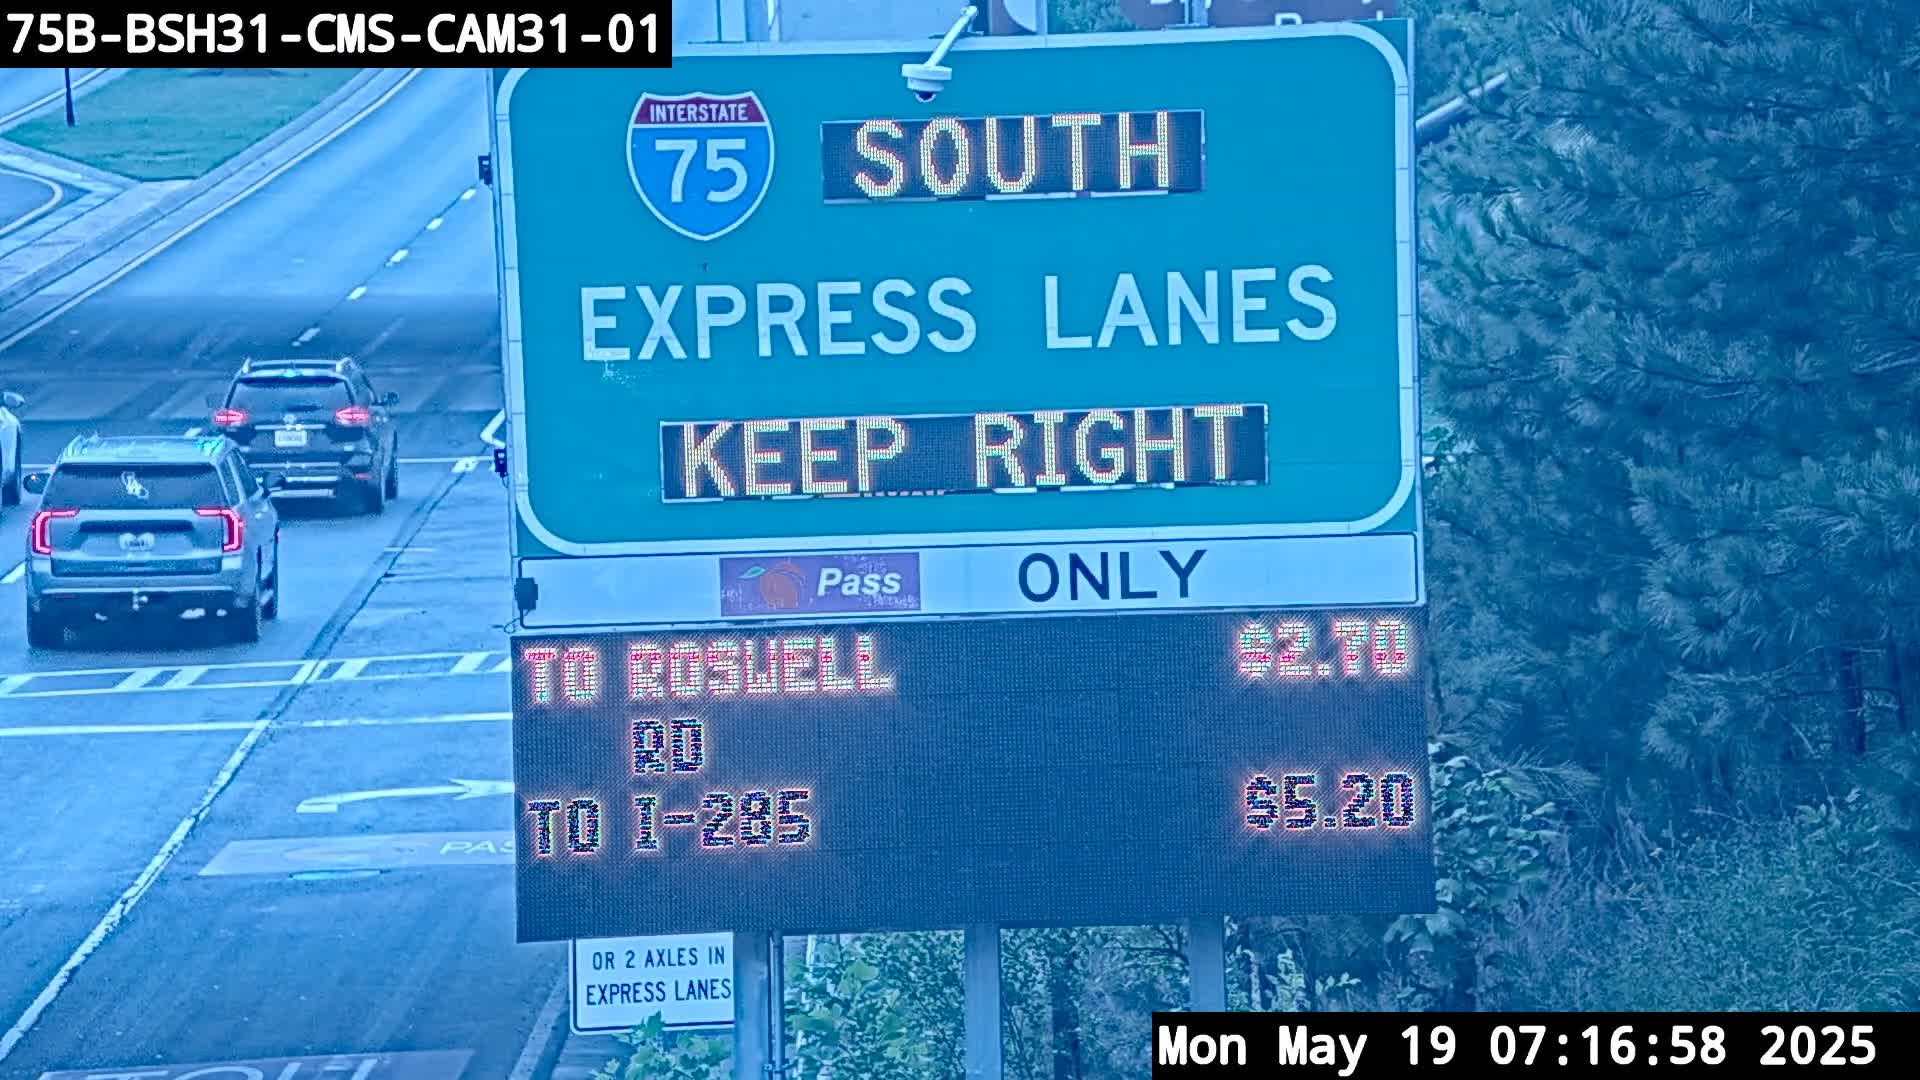 75B-BSH31-CMS-CAM31-01
INTERSTATE
75
SOUTH
EXPRESS LANES
KEEP RIGHT
Pass ONLY
TO ROSWELL $2.70
RD
TO I-285 $5.20
OR 2 AXLES IN
EXPRESS LANES
Mon May 19 07:16:58 2025